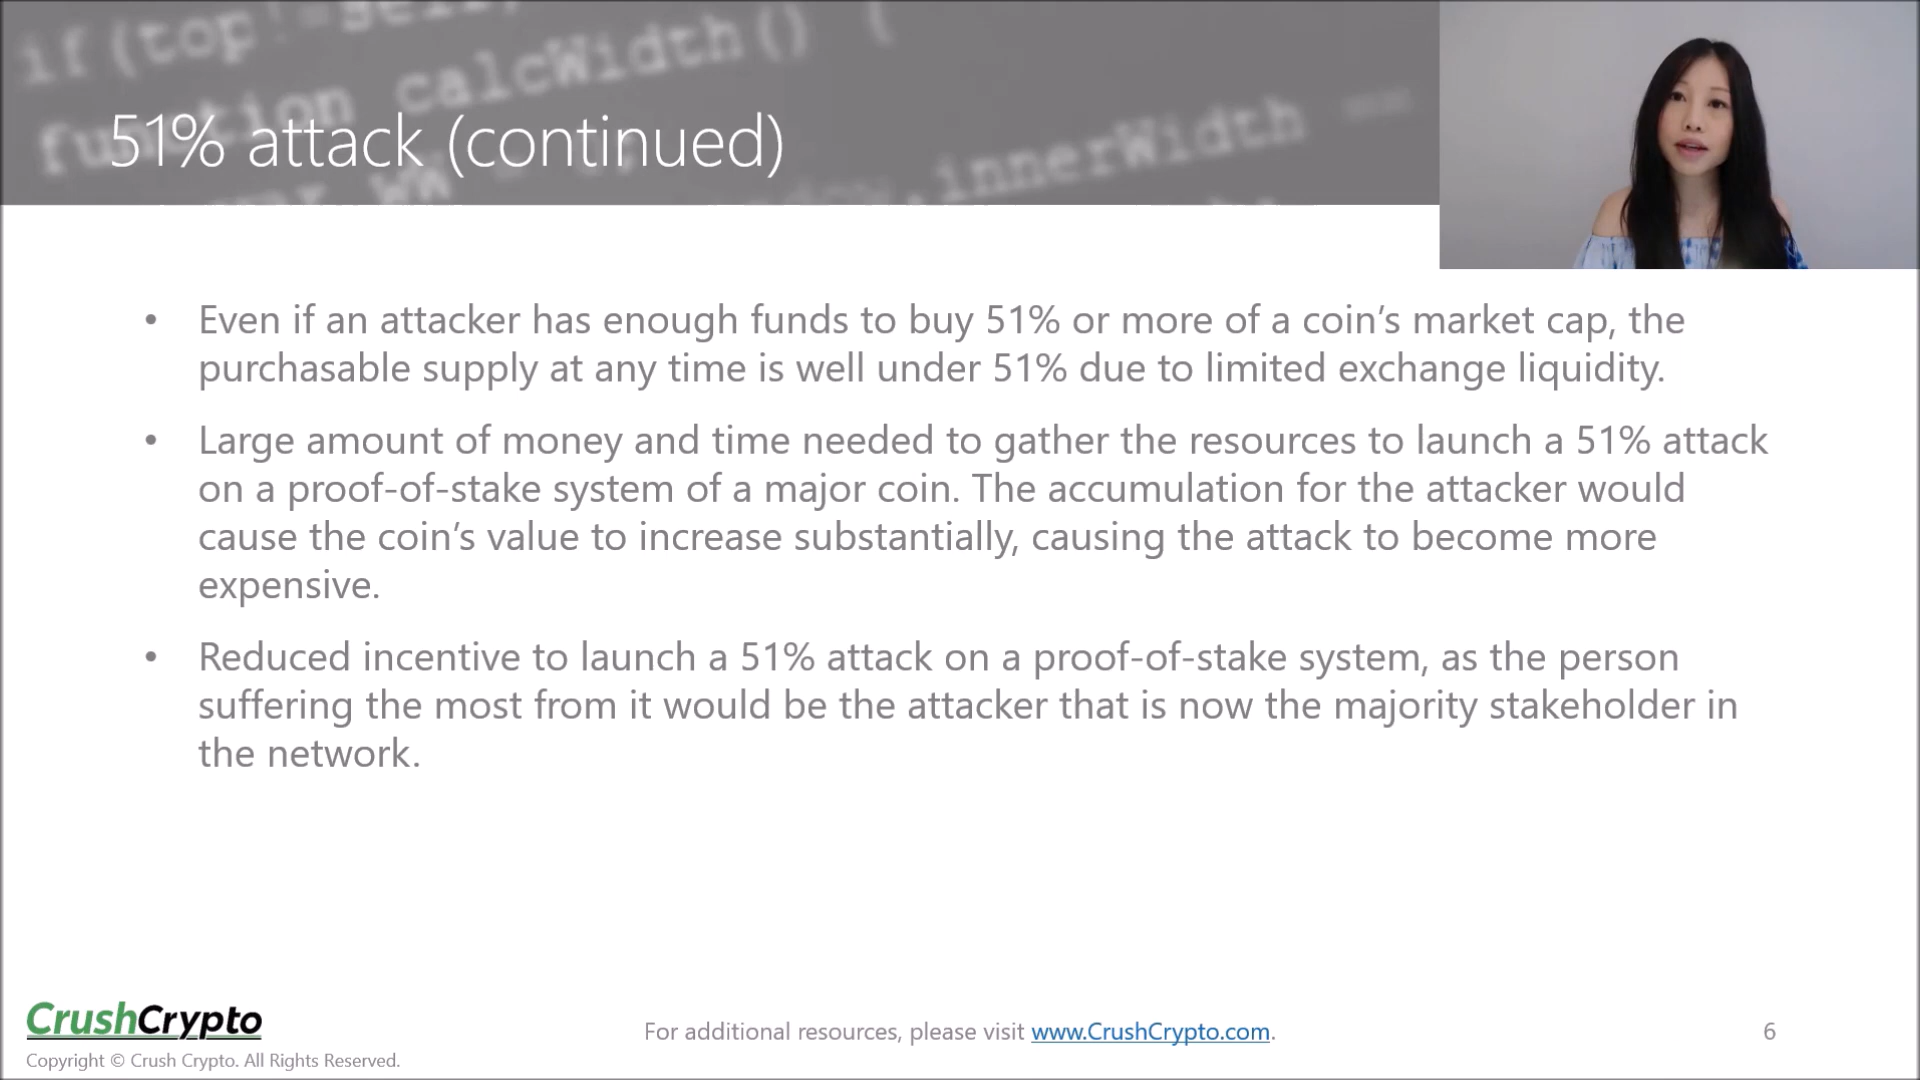 if(top!=self
function calcWidth() {
51% attack (continued)
.innerWidth ==
• Even if an attacker has enough funds to buy 51% or more of a coin’s market cap, the
purchasable supply at any time is well under 51% due to limited exchange liquidity.
• Large amount of money and time needed to gather the resources to launch a 51% attack
on a proof-of-stake system of a major coin. The accumulation for the attacker would
cause the coin’s value to increase substantially, causing the attack to become more
expensive.
• Reduced incentive to launch a 51% attack on a proof-of-stake system, as the person
suffering the most from it would be the attacker that is now the majority stakeholder in
the network.
CrushCrypto
Copyright © Crush Crypto. All Rights Reserved.
For additional resources, please visit www.CrushCrypto.com.
6